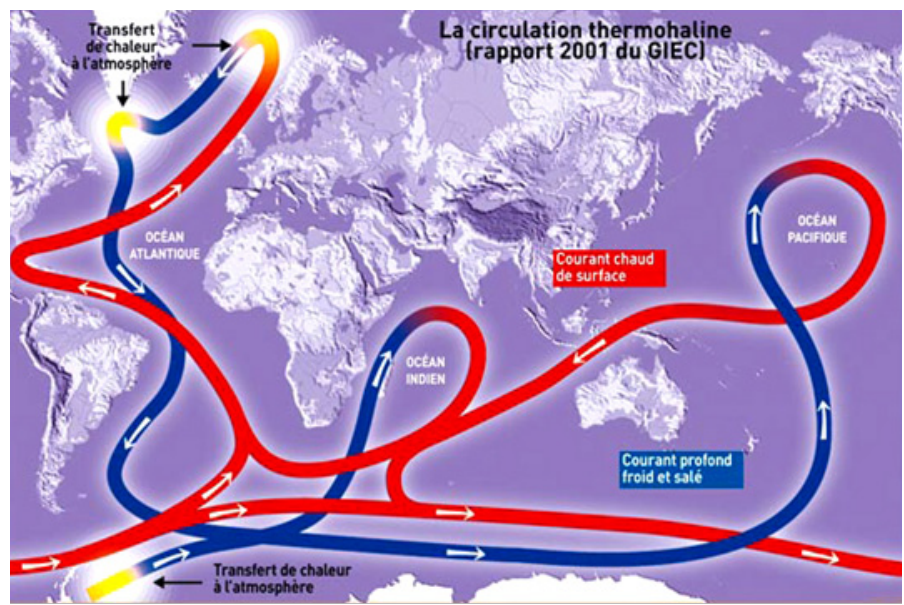 La circulation thermohaline
(rapport 2001 du GIEC)
Transfert
de chaleur
à l'atmosphère
OCÉAN
ATLANTIQUE
OCÉAN
PACIFIQUE
Courant chaud
de surface
OCÉAN
INDIEN
Courant profond
froid et salé
Transfert de chaleur
à l'atmosphère